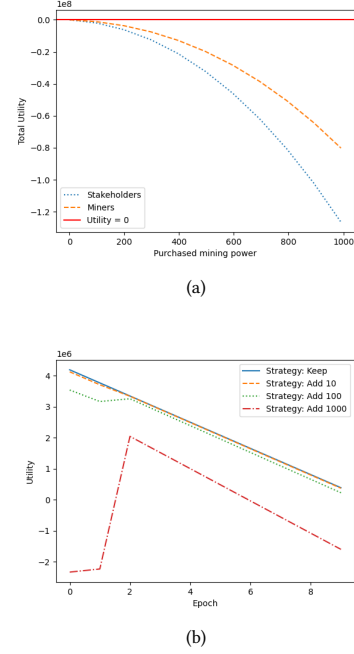 1e8
0.0
−0.2
−0.4
−0.6
−0.8
−1.0
−1.2
Total Utility
Stakeholders
Miners
Utility = 0
0 200 400 600 800 1000
Purchased mining power
(a)
1e6
4
3
2
1
0
−1
−2
Utility
Strategy: Keep
Strategy: Add 10
Strategy: Add 100
Strategy: Add 1000
0 2 4 6 8
Epoch
(b)